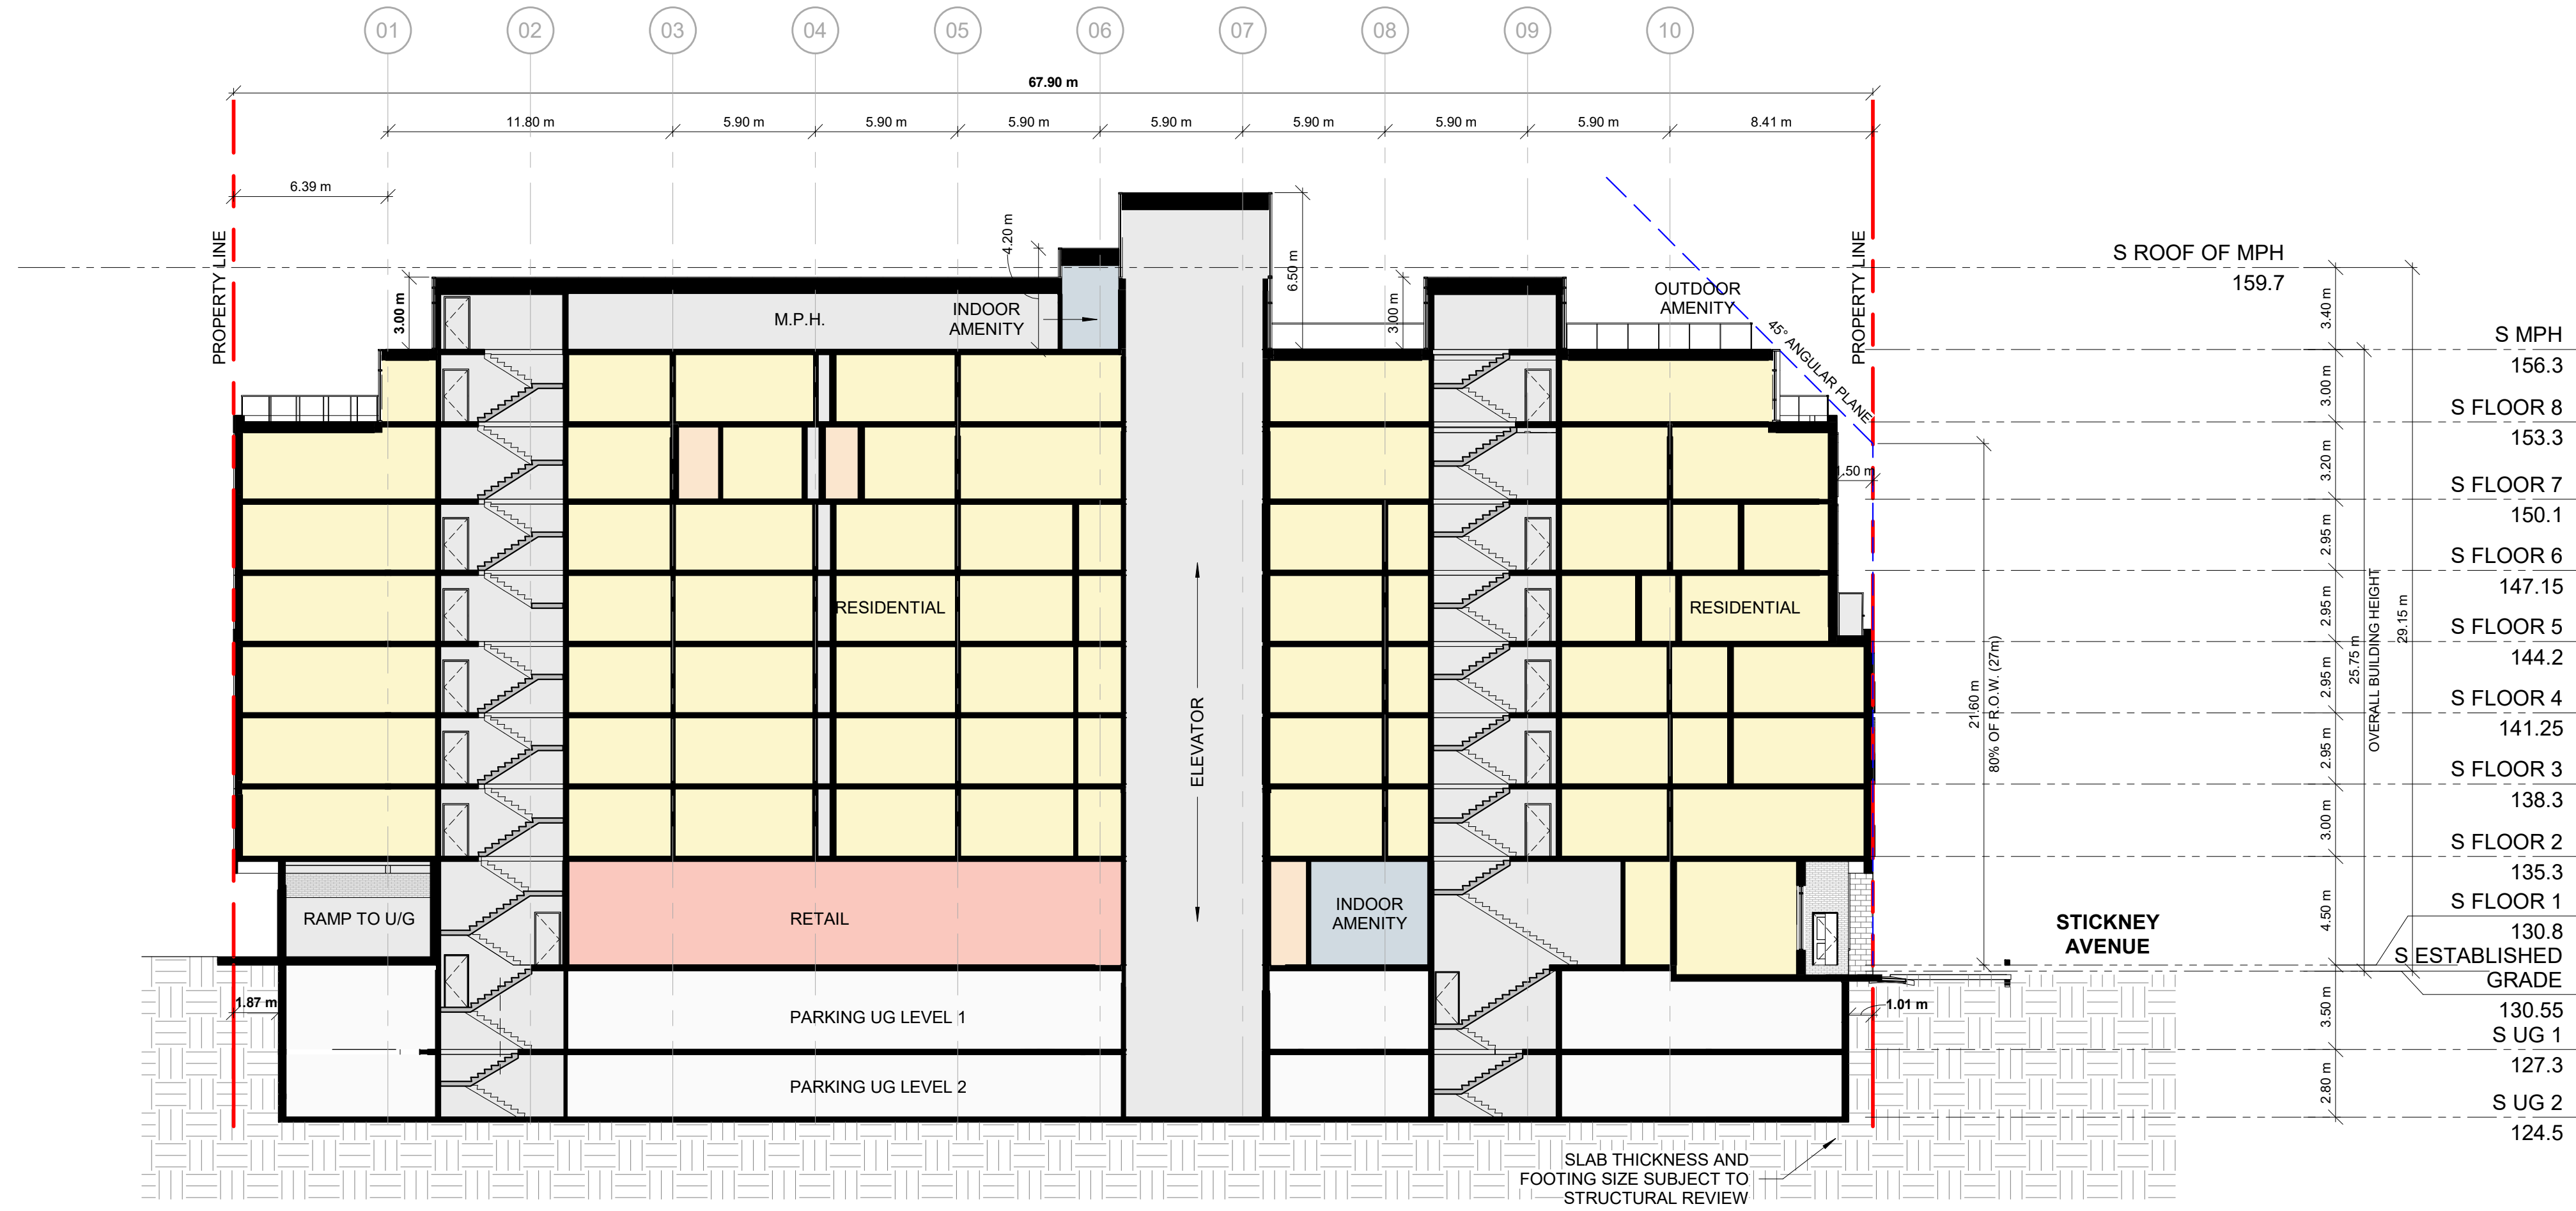 01 02 03 04 05 06 07 08 09 10
67.90 m
11.80 m 5.90 m 5.90 m 5.90 m 5.90 m 5.90 m 5.90 m 5.90 m 8.41 m
6.39 m
PROPERTY LINE
3.00 m
M.P.H.
4.20 m
INDOOR
AMENITY
6.50 m
3.00 m
OUTDOOR
AMENITY
45° ANGULAR PLANE
PROPERTY LINE
1.50 m
RESIDENTIAL
RESIDENTIAL
ELEVATOR
RAMP TO U/G
RETAIL
INDOOR
AMENITY
1.87 m
PARKING UG LEVEL 1
PARKING UG LEVEL 2
1.01 m
SLAB THICKNESS AND
FOOTING SIZE SUBJECT TO
STRUCTURAL REVIEW
STICKNEY
AVENUE
21.60 m
80% OF R.O.W. (27m)
3.40 m
3.00 m
3.20 m
2.95 m
2.95 m
2.95 m
2.95 m
3.00 m
4.50 m
3.50 m
2.80 m
25.75 m
OVERALL BUILDING HEIGHT
29.15 m
S ROOF OF MPH
159.7
S MPH
156.3
S FLOOR 8
153.3
S FLOOR 7
150.1
S FLOOR 6
147.15
S FLOOR 5
144.2
S FLOOR 4
141.25
S FLOOR 3
138.3
S FLOOR 2
135.3
S FLOOR 1
130.8
S ESTABLISHED
GRADE
130.55
S UG 1
127.3
S UG 2
124.5